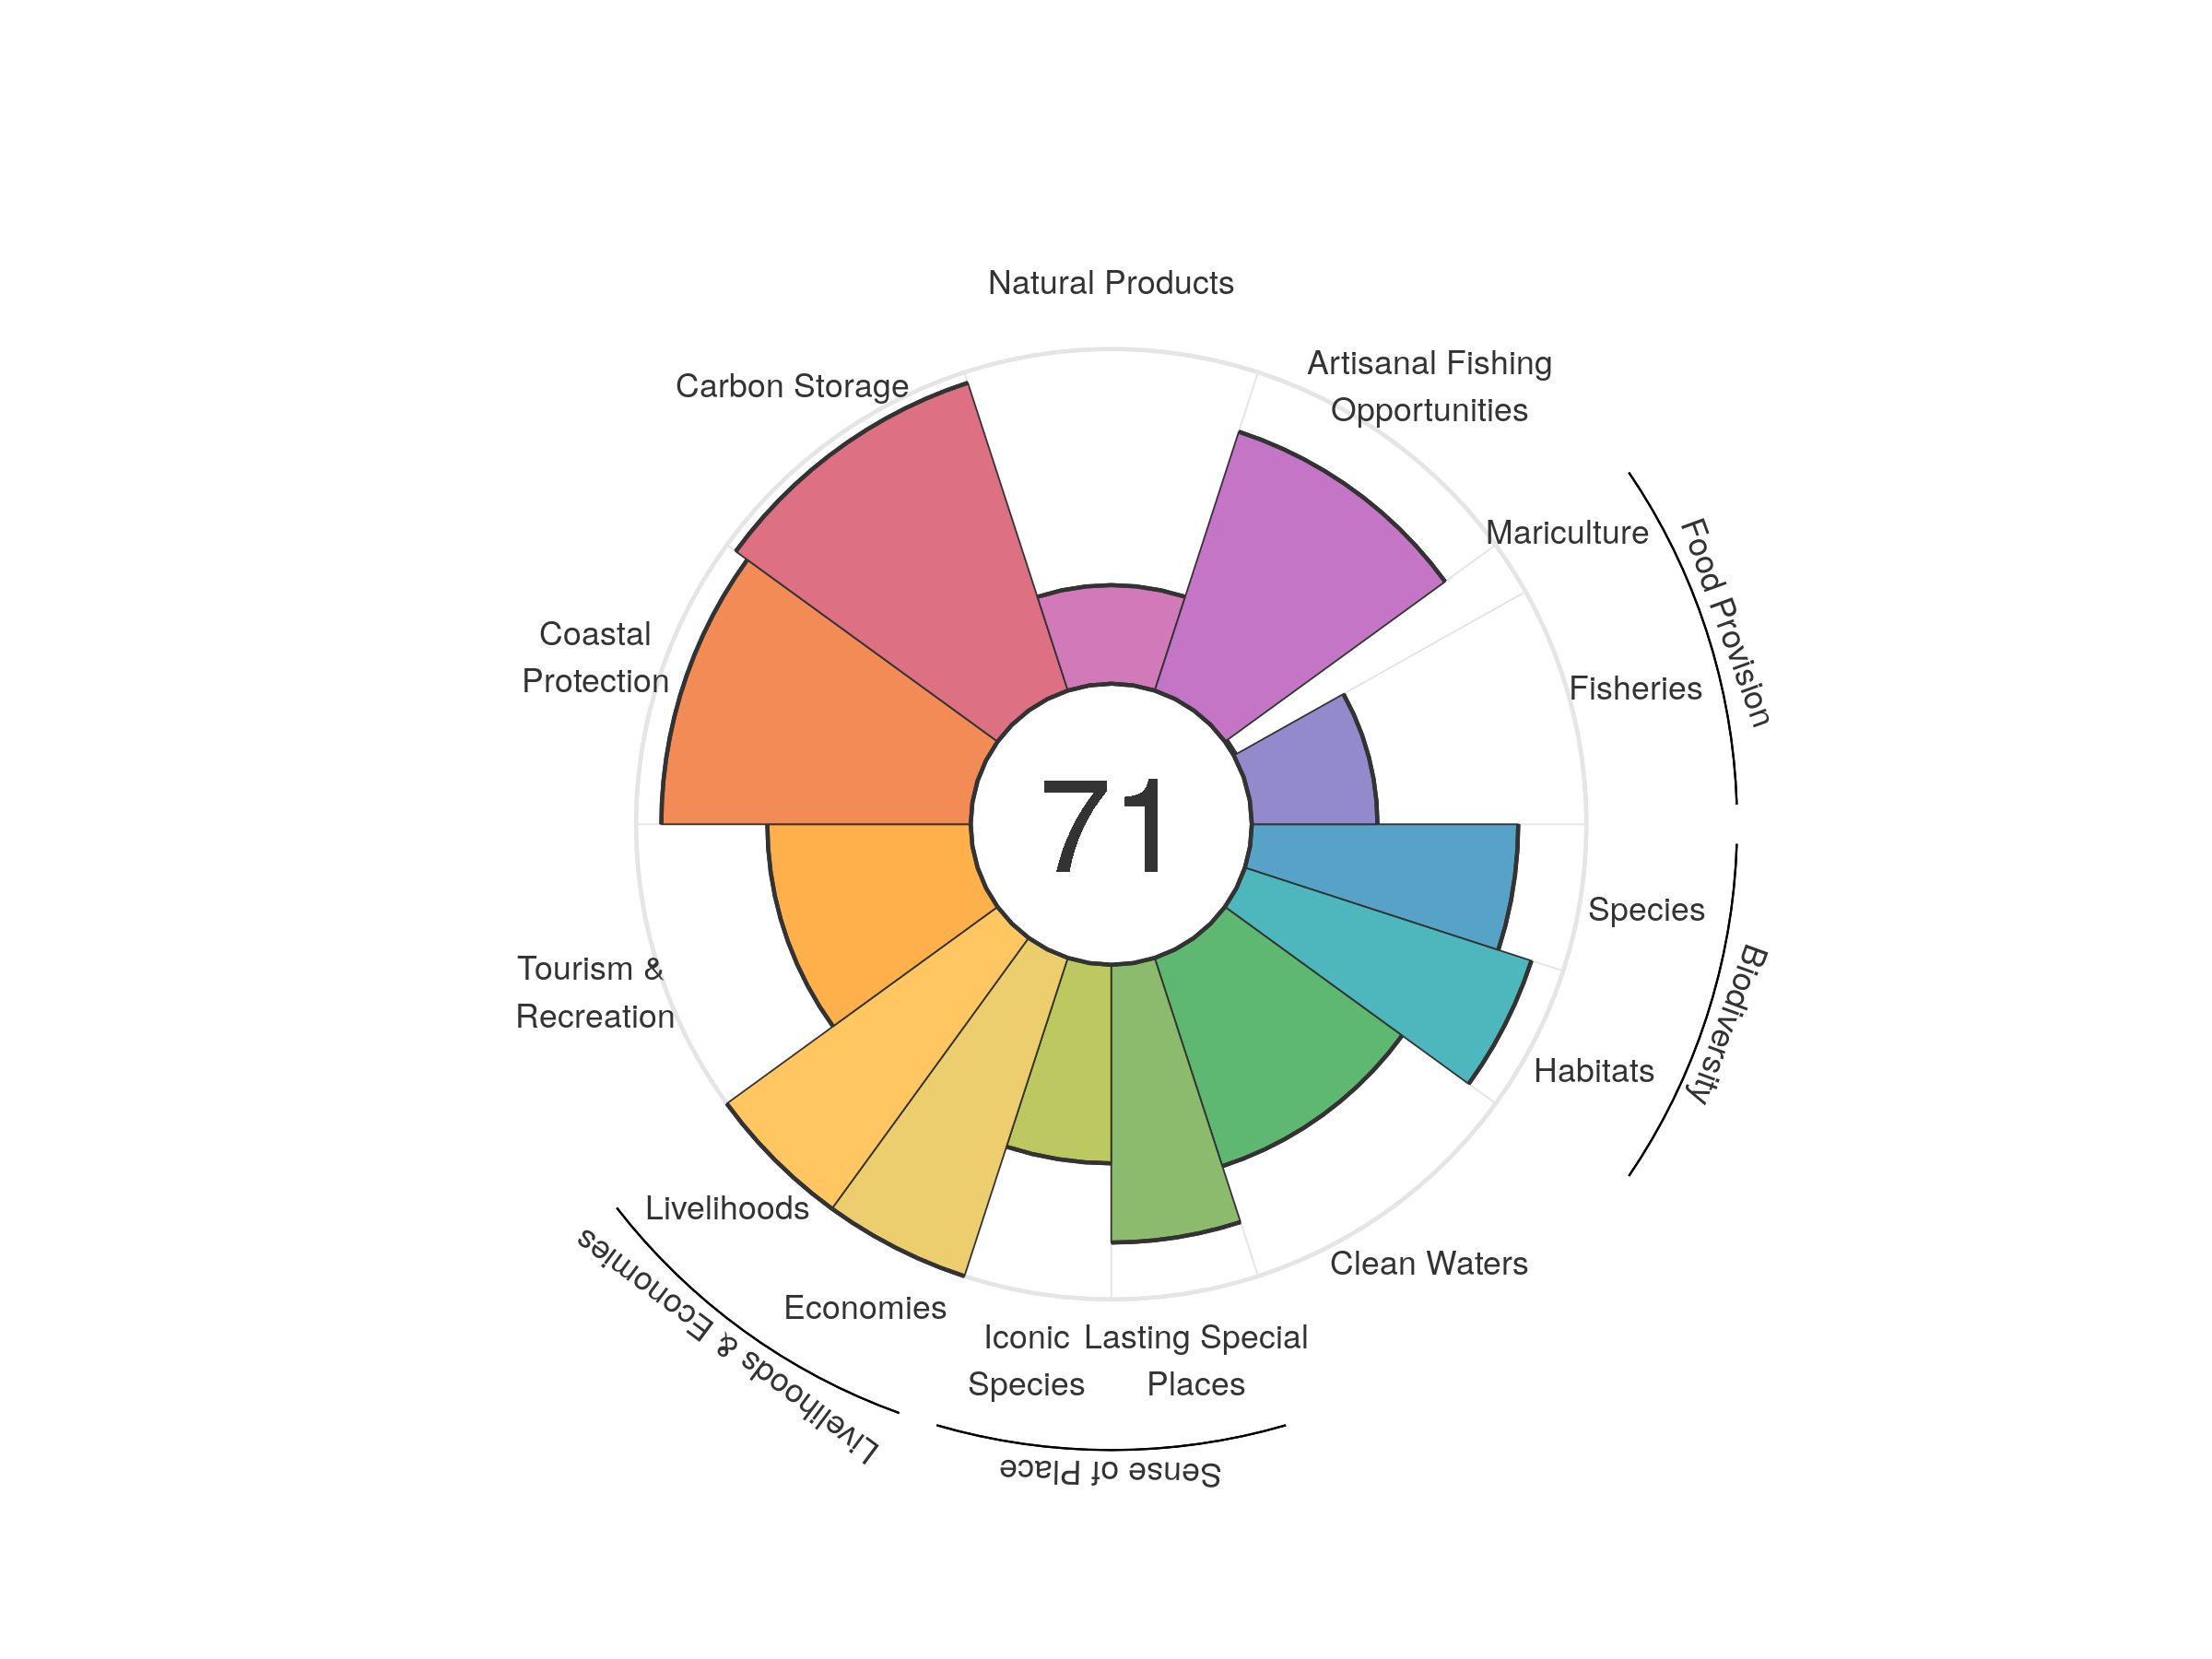 Natural Products
Artisanal Fishing
Opportunities
Carbon Storage
Mariculture
Food Provision
Coastal
Protection
Fisheries
71
Species
Biodiversity
Tourism &
Recreation
Habitats
Livelihoods
Clean Waters
Economies
Livelihoods & Economies
Iconic
Species
Lasting Special
Places
Sense of Place